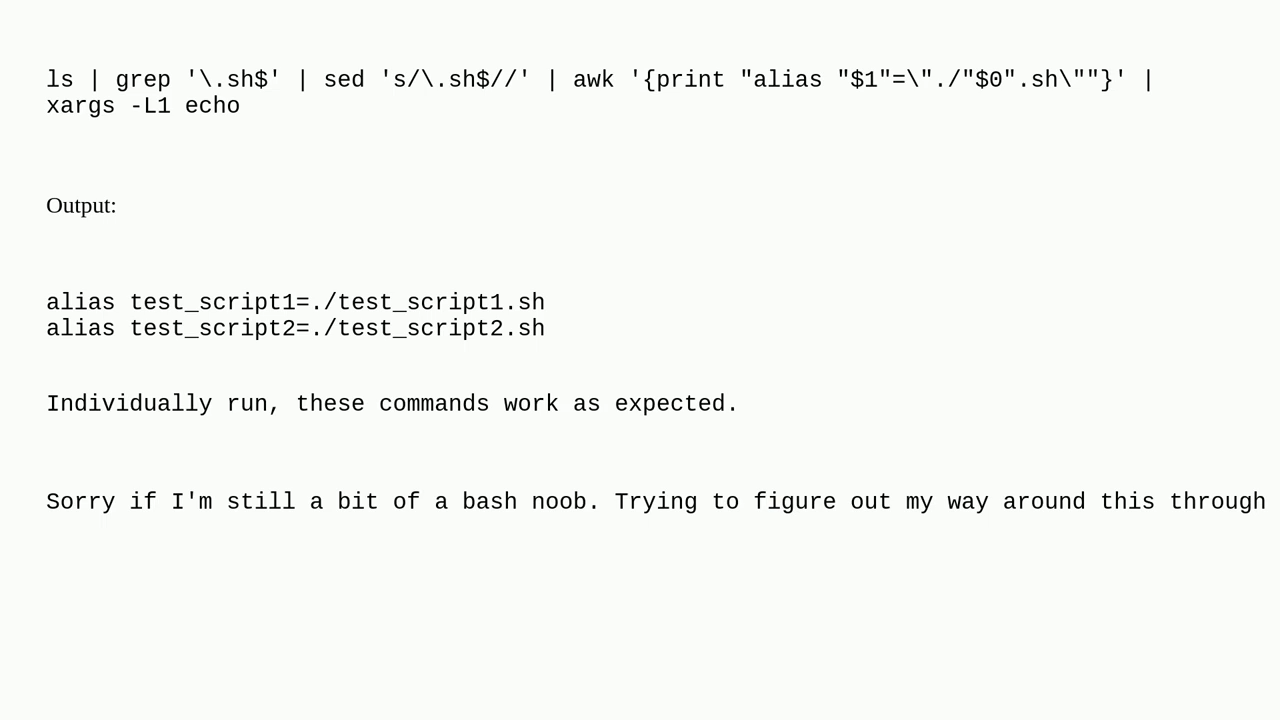 ls | grep '\.sh$' | sed 's/\.sh$//' | awk '{print "alias "$1"=\"./"$0".sh\""}' |
xargs -L1 echo
Output:
alias test_script1=./test_script1.sh
alias test_script2=./test_script2.sh
Individually run, these commands work as expected.
Sorry if I'm still a bit of a bash noob. Trying to figure out my way around this through